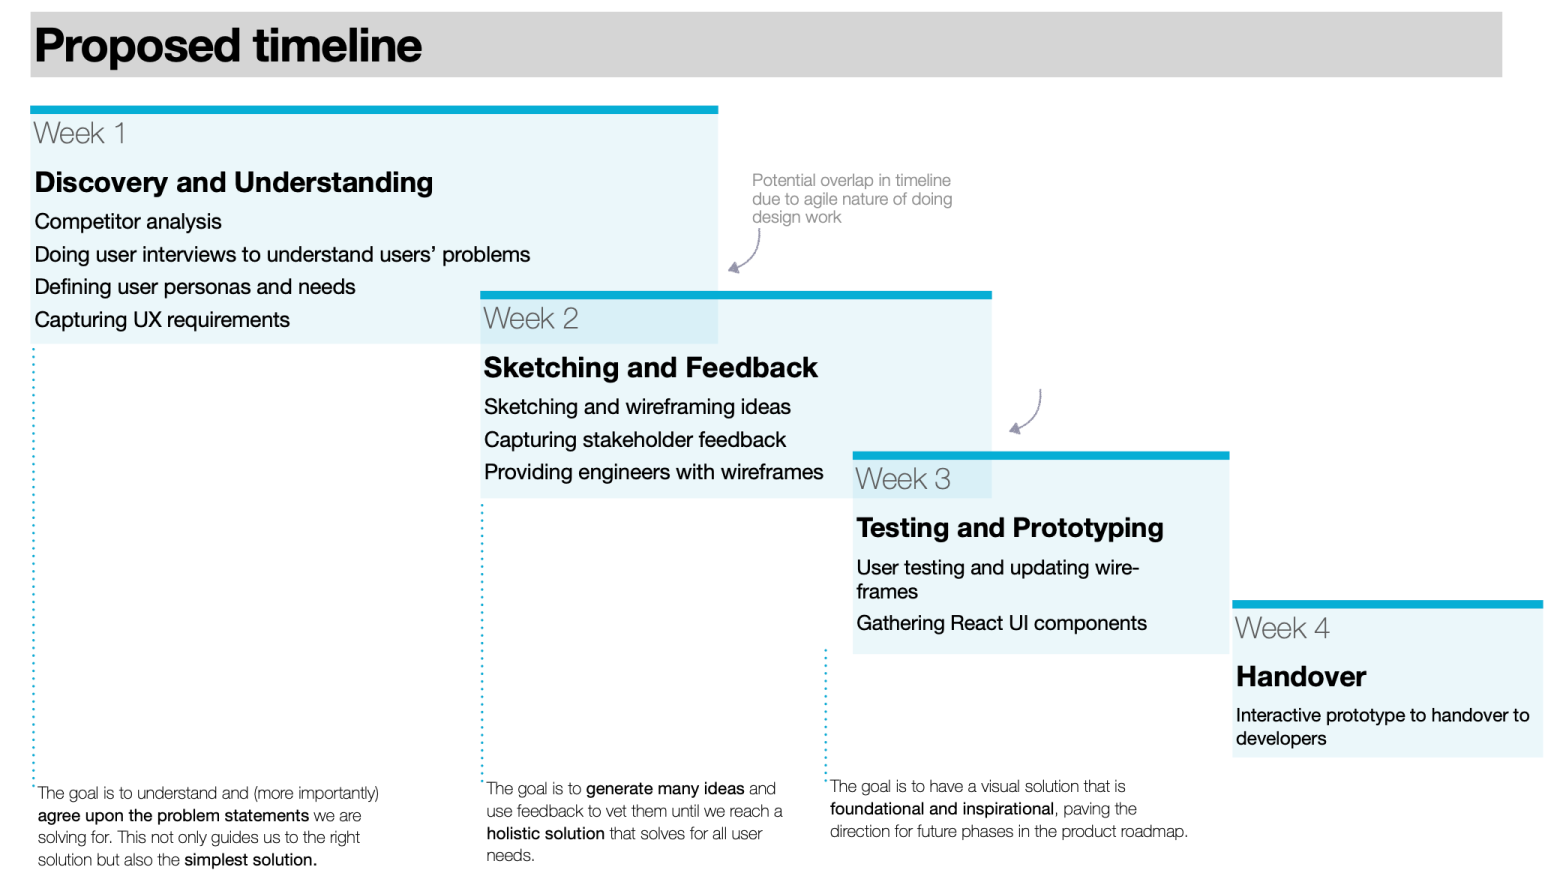 Proposed timeline
Week 1
Discovery and Understanding
Competitor analysis
Doing user interviews to understand users’ problems
Defining user personas and needs
Capturing UX requirements
Potential overlap in timeline
due to agile nature of doing
design work
Week 2
Sketching and Feedback
Sketching and wireframing ideas
Capturing stakeholder feedback
Providing engineers with wireframes
Week 3
Testing and Prototyping
User testing and updating wire-
frames
Gathering React UI components
Week 4
Handover
Interactive prototype to handover to
developers
The goal is to understand and (more importantly)
agree upon the problem statements we are
solving for. This not only guides us to the right
solution but also the simplest solution.
The goal is to generate many ideas and
use feedback to vet them until we reach a
holistic solution that solves for all user
needs.
The goal is to have a visual solution that is
foundational and inspirational, paving the
direction for future phases in the product roadmap.